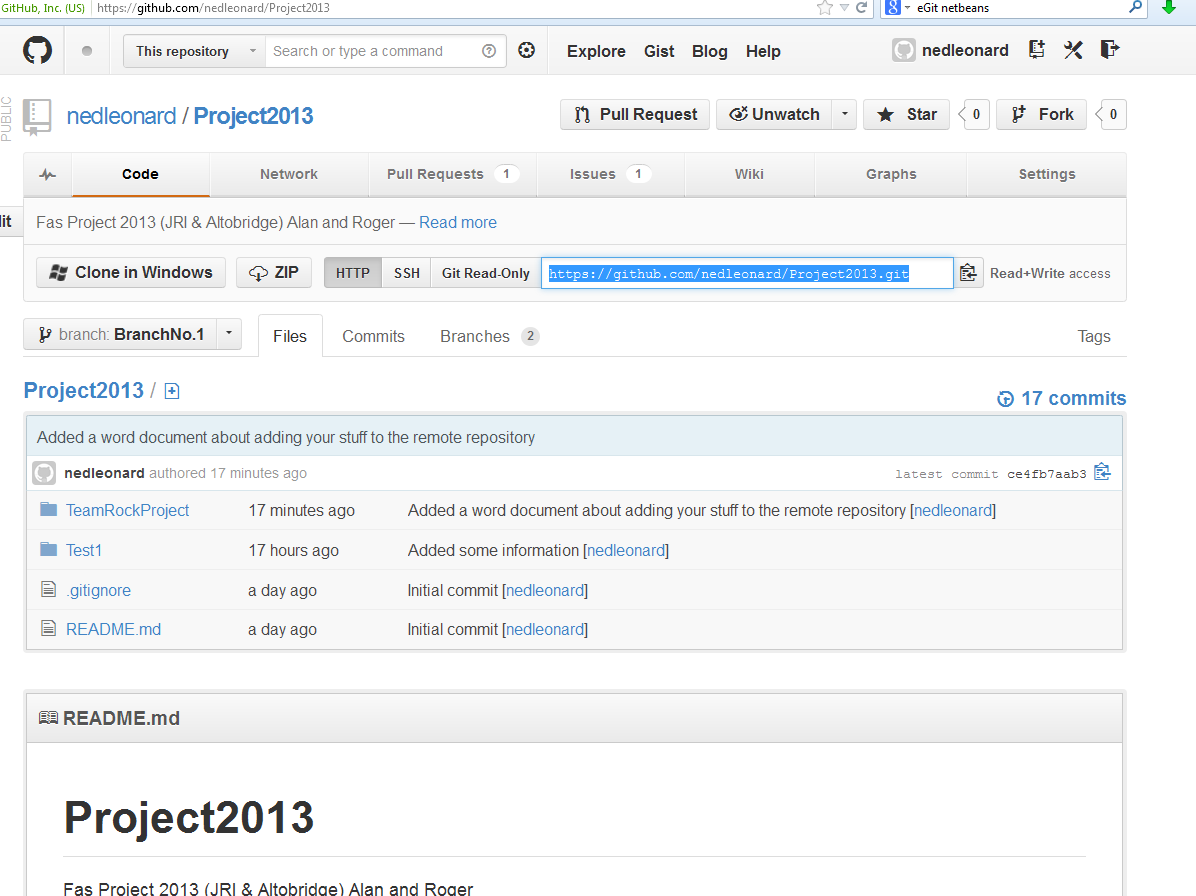 GitHub, Inc. (US) https://github.com/nedleonard/Project2013 8 eGit netbeans
This repository Search or type a command ? Explore Gist Blog Help nedleonard
PUBLIC
nedleonard / Project2013 Pull Request Unwatch Star 0 Fork 0
Code Network Pull Requests 1 Issues 1 Wiki Graphs Settings
Fas Project 2013 (JRI & Altobridge) Alan and Roger — Read more
Clone in Windows ZIP HTTP SSH Git Read-Only https://github.com/nedleonard/Project2013.git Read+Write access
branch: BranchNo.1 Files Commits Branches 2 Tags
Project2013 / 17 commits
Added a word document about adding your stuff to the remote repository
nedleonard authored 17 minutes ago latest commit ce4fb7aab3
TeamRockProject 17 minutes ago Added a word document about adding your stuff to the remote repository [nedleonard]
Test1 17 hours ago Added some information [nedleonard]
.gitignore a day ago Initial commit [nedleonard]
README.md a day ago Initial commit [nedleonard]
README.md
Project2013
Fas Project 2013 (JRI & Altobridge) Alan and Roger